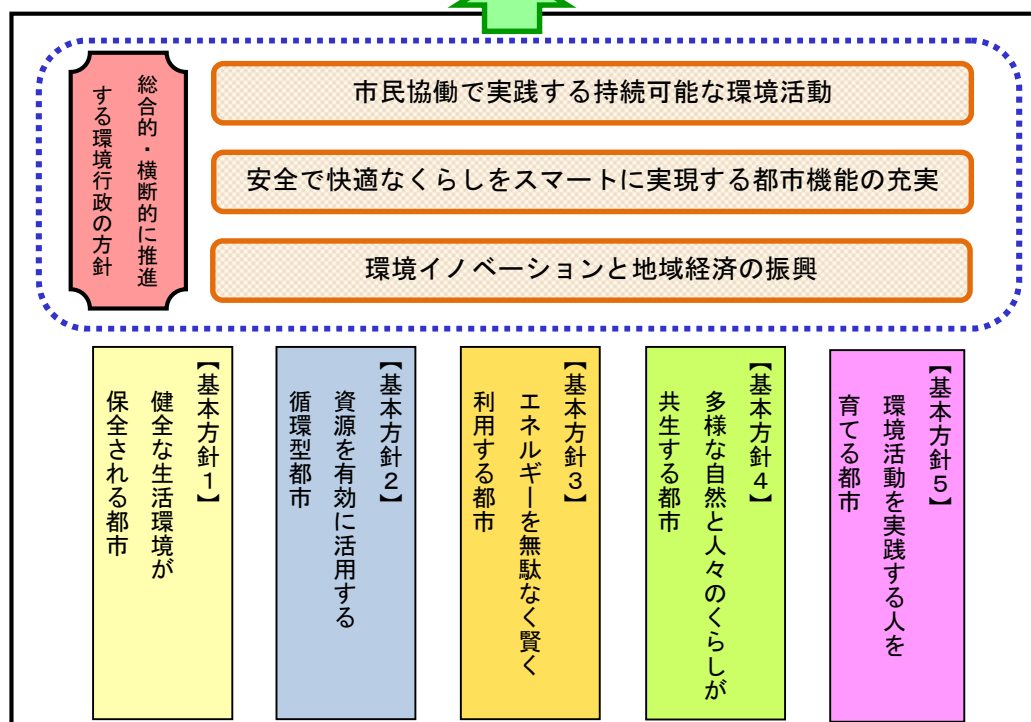 総合的・横断的に推進
する環境行政の方針
市民協働で実践する持続可能な環境活動
安全で快適なくらしをスマートに実現する都市機能の充実
環境イノベーションと地域経済の振興
【基本方針１】
健全な生活環境が
保全される都市
【基本方針２】
資源を有効に活用する
循環型都市
【基本方針３】
エネルギーを無駄なく賢く
利用する都市
【基本方針４】
多様な自然と人々のくらしが
共生する都市
【基本方針５】
環境活動を実践する人を
育てる都市